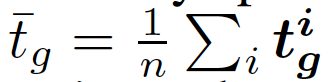 $\bar{t}_g = \frac{1}{n} \sum_i \boldsymbol{t_g^i}$